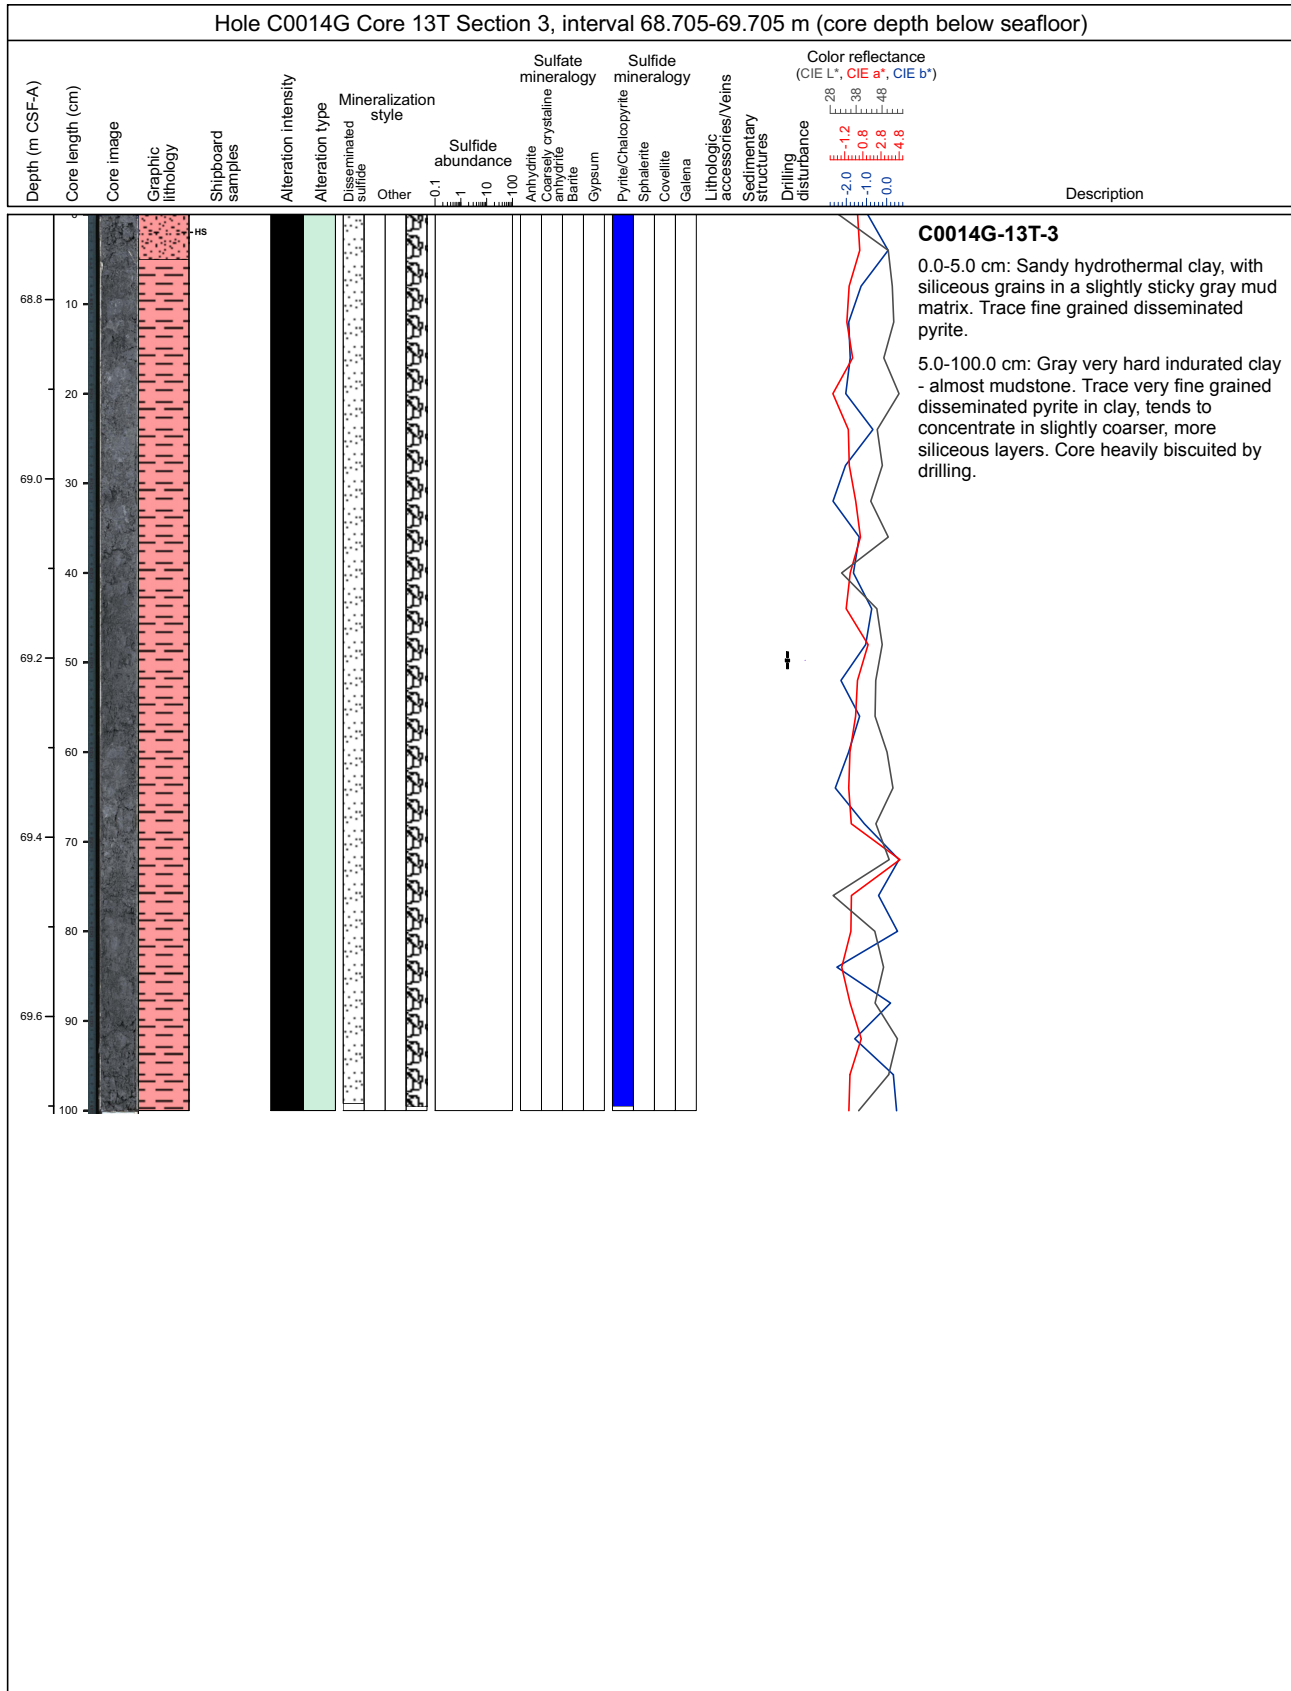 Hole C0014G Core 13T Section 3, interval 68.705-69.705 m (core depth below seafloor)
Depth (m CSF-A)
Core length (cm)
Core image
Graphic
lithology
Shipboard
samples
Alteration intensity
Alteration type
Mineralization
style
Disseminated
sulfide
Other
Sulfide
abundance
0.1
1
10
100
Sulfate
mineralogy
Anhydrite
Coarsely crystaline
anhydrite
Barite
Gypsum
Sulfide
mineralogy
Pyrite/Chalcopyrite
Sphalerite
Covellite
Galena
Lithologic
accessories/Veins
Sedimentary
structures
Drilling
disturbance
Color reflectance
(CIE L*, CIE a*, CIE b*)
28
38
48
-1.2
0.8
2.8
4.8
-2.0
-1.0
0.0
Description
68.8
69.0
69.2
69.4
69.6
0
10
20
30
40
50
60
70
80
90
100
HS
C0014G-13T-3
0.0-5.0 cm: Sandy hydrothermal clay, with
siliceous grains in a slightly sticky gray mud
matrix. Trace fine grained disseminated
pyrite.
5.0-100.0 cm: Gray very hard indurated clay
- almost mudstone. Trace very fine grained
disseminated pyrite in clay, tends to
concentrate in slightly coarser, more
siliceous layers. Core heavily biscuited by
drilling.